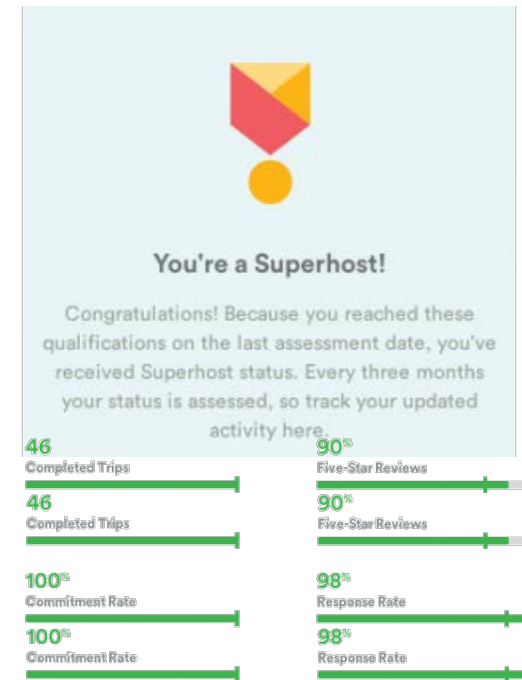 You're a Superhost!
Congratulations! Because you reached these
qualifications on the last assessment date, you've
received Superhost status. Every three months
your status is assessed, so track your updated
activity here.
46 90%
Completed Trips Five-Star Reviews
46 90%
Completed Trips Five-Star Reviews
100% 98%
Commitment Rate Response Rate
100% 98%
Commitment Rate Response Rate